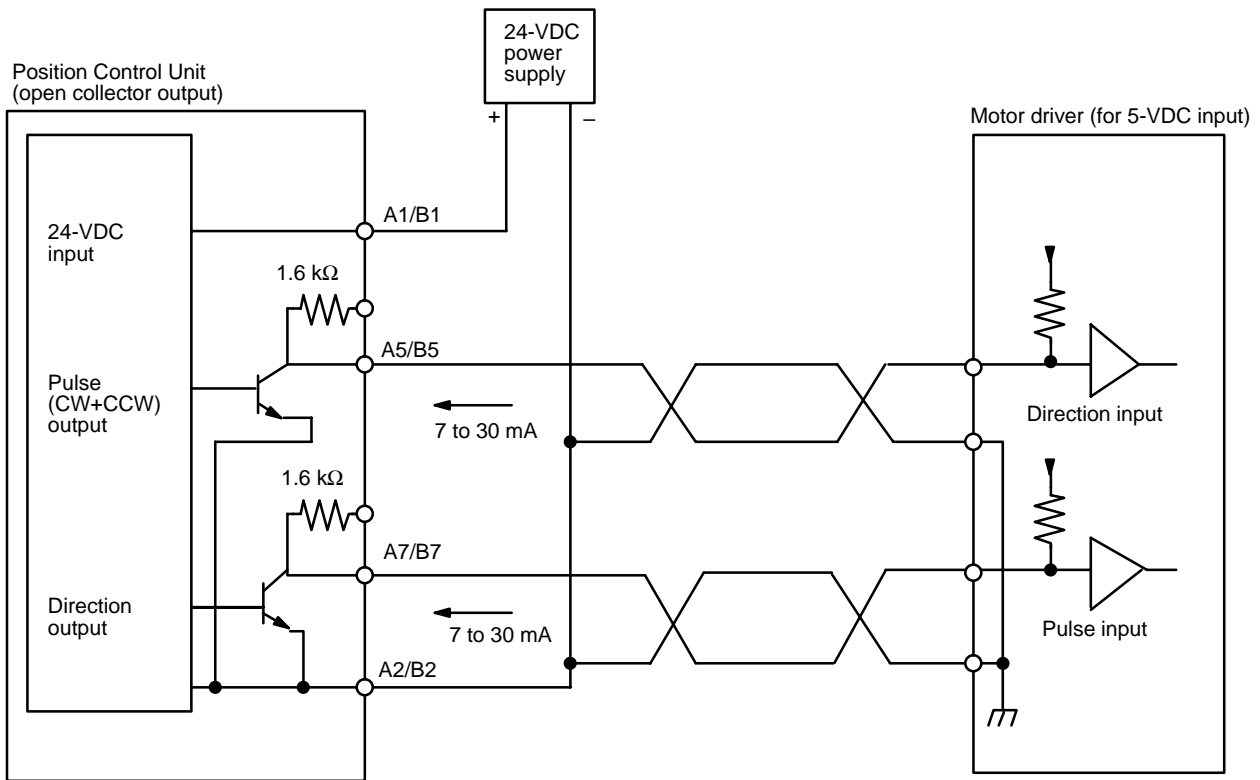 24-VDC
power
supply
Position Control Unit
(open collector output)
+
–
Motor driver (for 5-VDC input)
A1/B1
24-VDC
input
1.6 kΩ
A5/B5
Pulse
(CW+CCW)
output
7 to 30 mA
Direction input
1.6 kΩ
A7/B7
Direction
output
7 to 30 mA
Pulse input
A2/B2